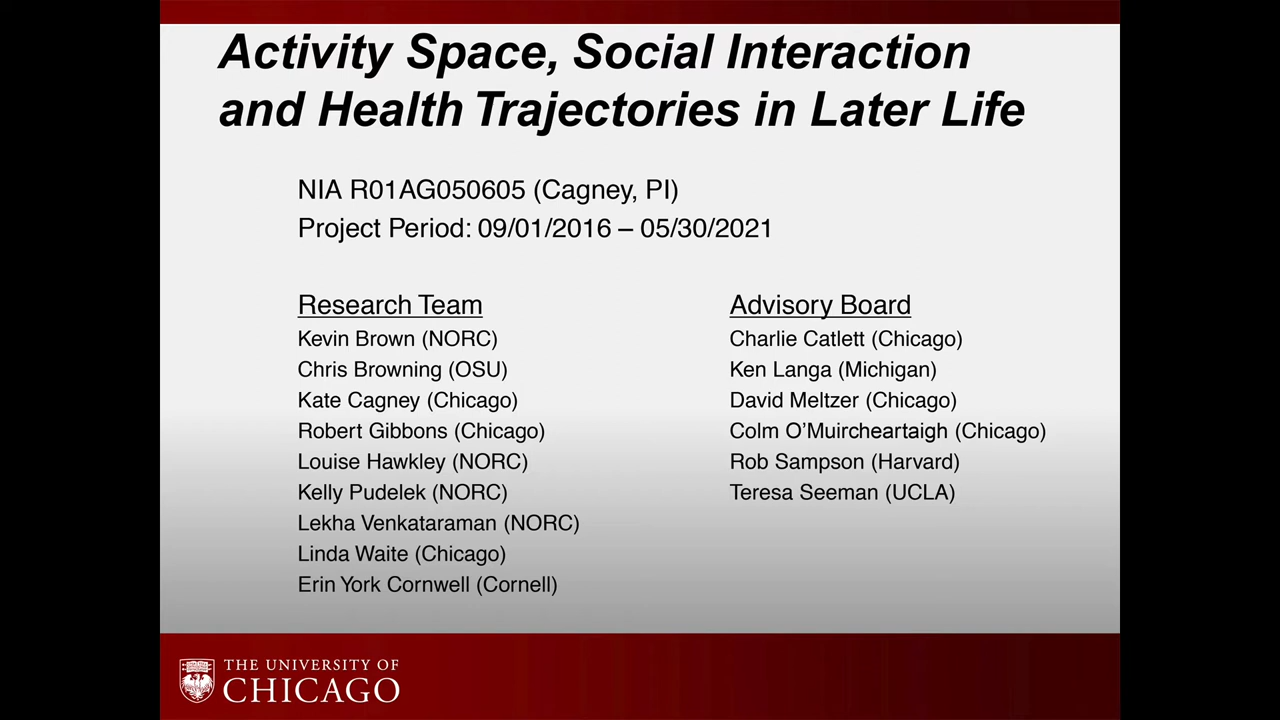 Activity Space, Social Interaction
and Health Trajectories in Later Life
NIA R01AG050605 (Cagney, PI)
Project Period: 09/01/2016 – 05/30/2021
Research Team
Kevin Brown (NORC)
Chris Browning (OSU)
Kate Cagney (Chicago)
Robert Gibbons (Chicago)
Louise Hawkley (NORC)
Kelly Pudelek (NORC)
Lekha Venkataraman (NORC)
Linda Waite (Chicago)
Erin York Cornwell (Cornell)
Advisory Board
Charlie Catlett (Chicago)
Ken Langa (Michigan)
David Meltzer (Chicago)
Colm O’Muircheartaigh (Chicago)
Rob Sampson (Harvard)
Teresa Seeman (UCLA)
THE UNIVERSITY OF
CHICAGO